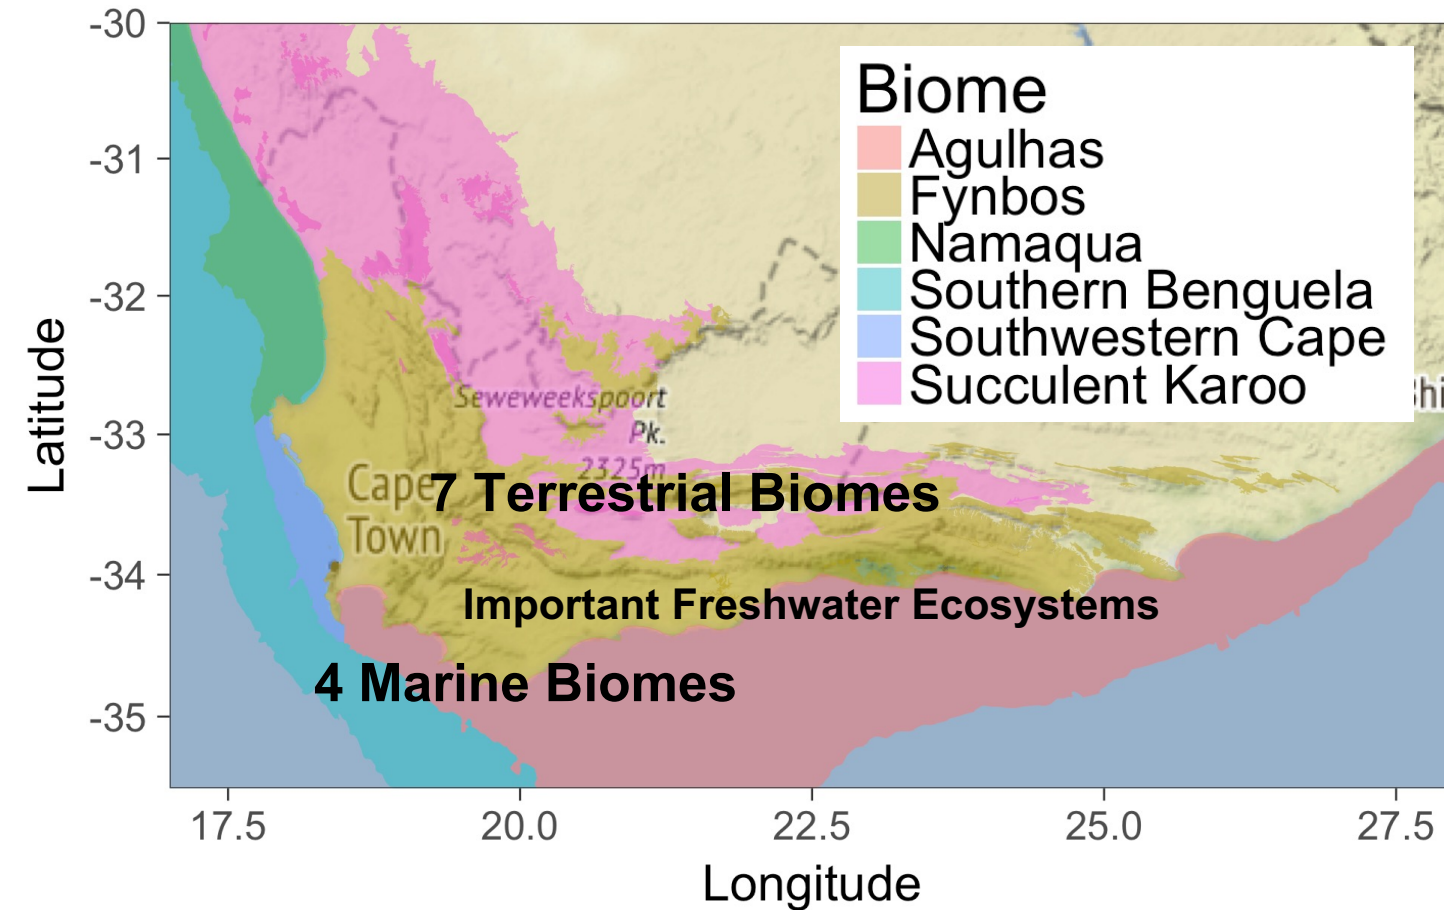 -30
-31
-32
-33
-34
-35
Latitude
17.5
20.0
22.5
25.0
27.5
Longitude
Biome
Agulhas
Fynbos
Namaqua
Southern Benguela
Southwestern Cape
Succulent Karoo
Seweweekspoort
Pk.
2325m
Cape
Town
7 Terrestrial Biomes
Important Freshwater Ecosystems
4 Marine Biomes